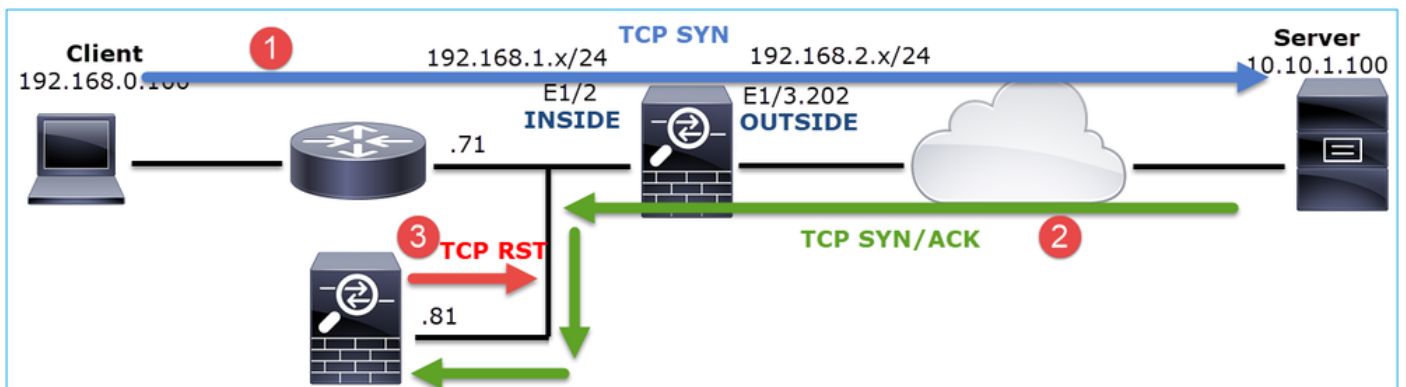 1
TCP SYN
Client
192.168.0.100
192.168.1.x/24
192.168.2.x/24
Server
10.10.1.100
E1/2
INSIDE
E1/3.202
OUTSIDE
.71
3
TCP RST
TCP SYN/ACK
2
.81